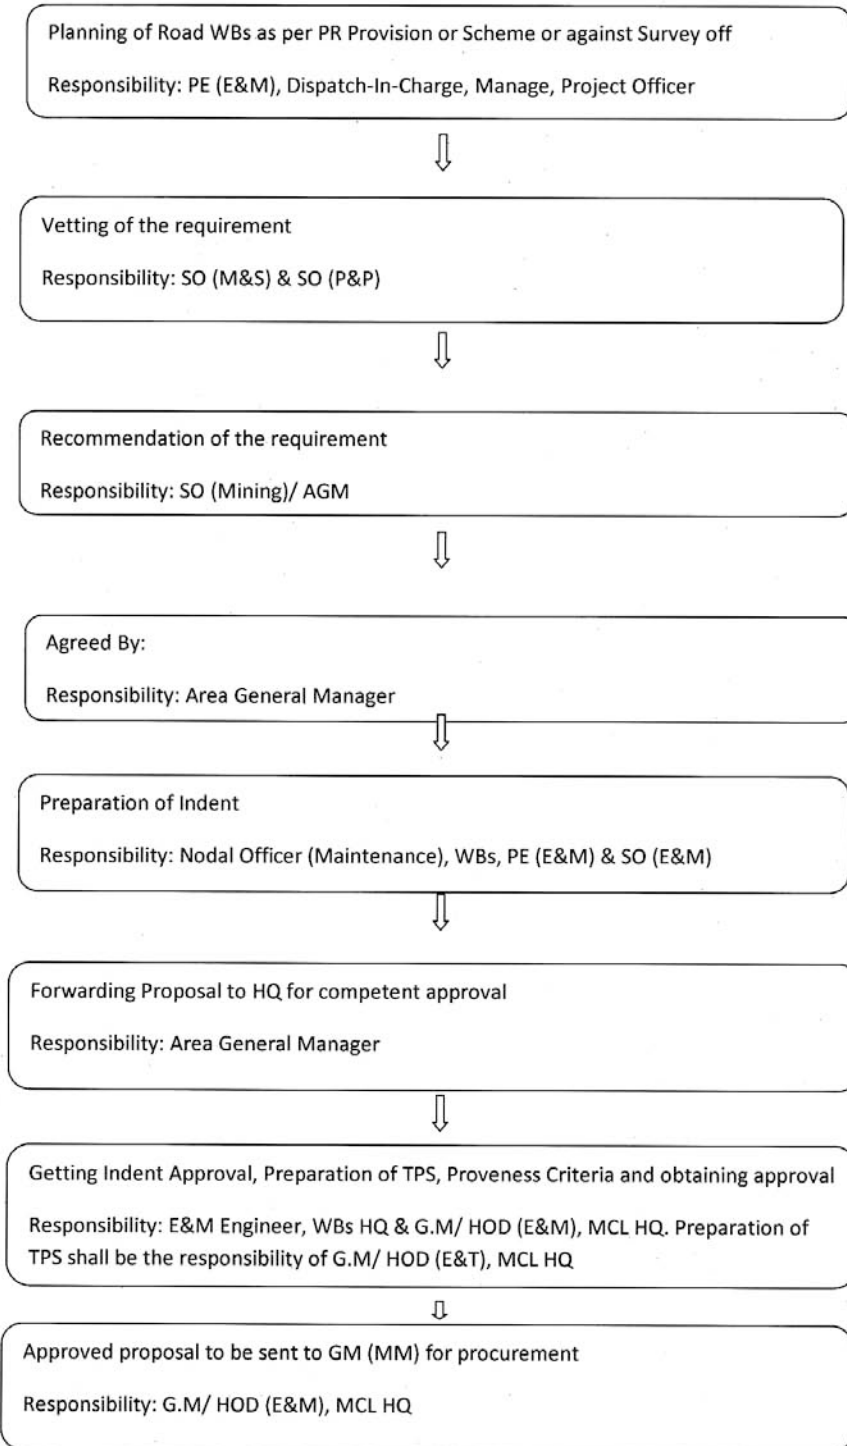 Planning of Road WBs as per PR Provision or Scheme or against Survey off
Responsibility: PE (E&M), Dispatch-In-Charge, Manage, Project Officer
Vetting of the requirement
Responsibility: SO (M&S) & SO (P&P)
Recommendation of the requirement
Responsibility: SO (Mining)/ AGM
Agreed By:
Responsibility: Area General Manager
Preparation of Indent
Responsibility: Nodal Officer (Maintenance), WBs, PE (E&M) & SO (E&M)
Forwarding Proposal to HQ for competent approval
Responsibility: Area General Manager
Getting Indent Approval, Preparation of TPS, Proveness Criteria and obtaining approval
Responsibility: E&M Engineer, WBs HQ & G.M/ HOD (E&M), MCL HQ. Preparation of
TPS shall be the responsibility of G.M/ HOD (E&T), MCL HQ
Approved proposal to be sent to GM (MM) for procurement
Responsibility: G.M/ HOD (E&M), MCL HQ